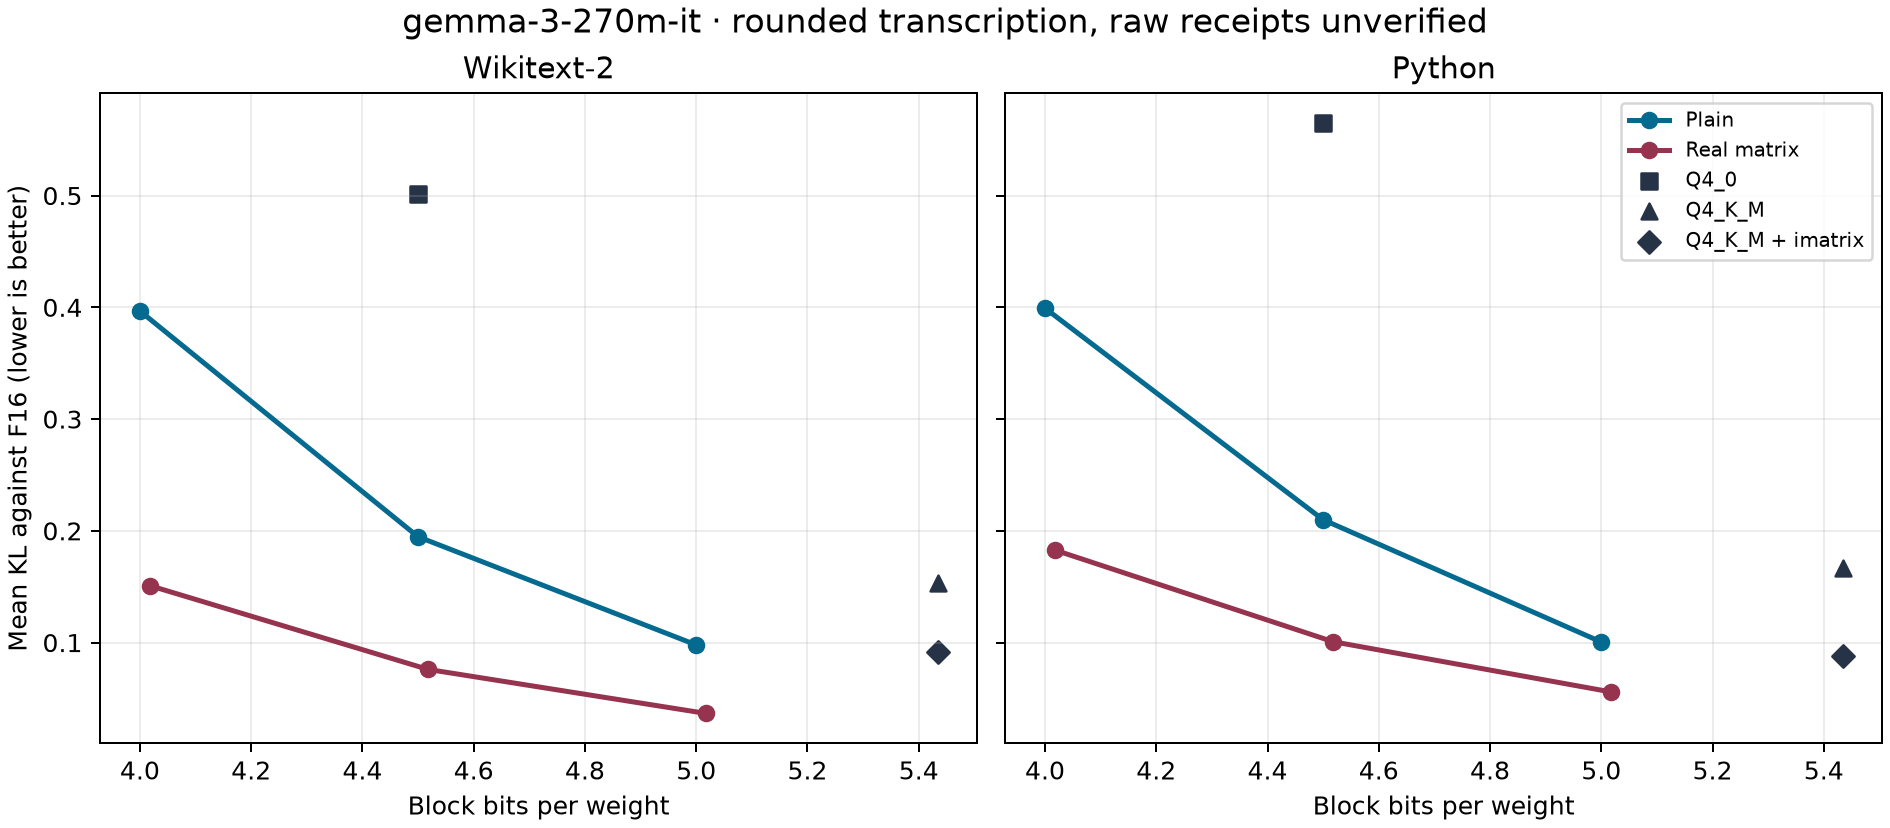 gemma-3-270m-it · rounded transcription, raw receipts unverified
Wikitext-2
Mean KL against F16 (lower is better)
0.5
0.4
0.3
0.2
0.1
4.0 4.2 4.4 4.6 4.8 5.0 5.2 5.4
Block bits per weight
Python
Plain
Real matrix
Q4_0
Q4_K_M
Q4_K_M + imatrix
4.0 4.2 4.4 4.6 4.8 5.0 5.2 5.4
Block bits per weight